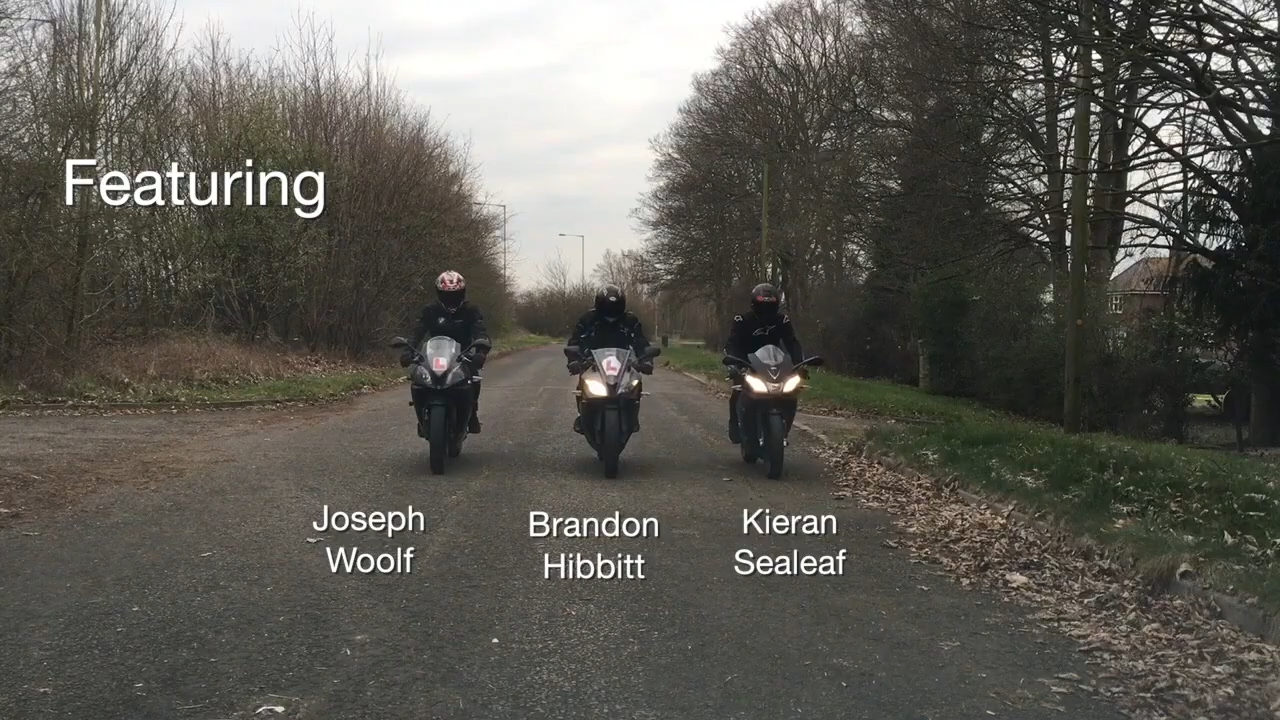 Featuring
Joseph
Woolf
Brandon
Hibbitt
Kieran
Sealeaf
L
L